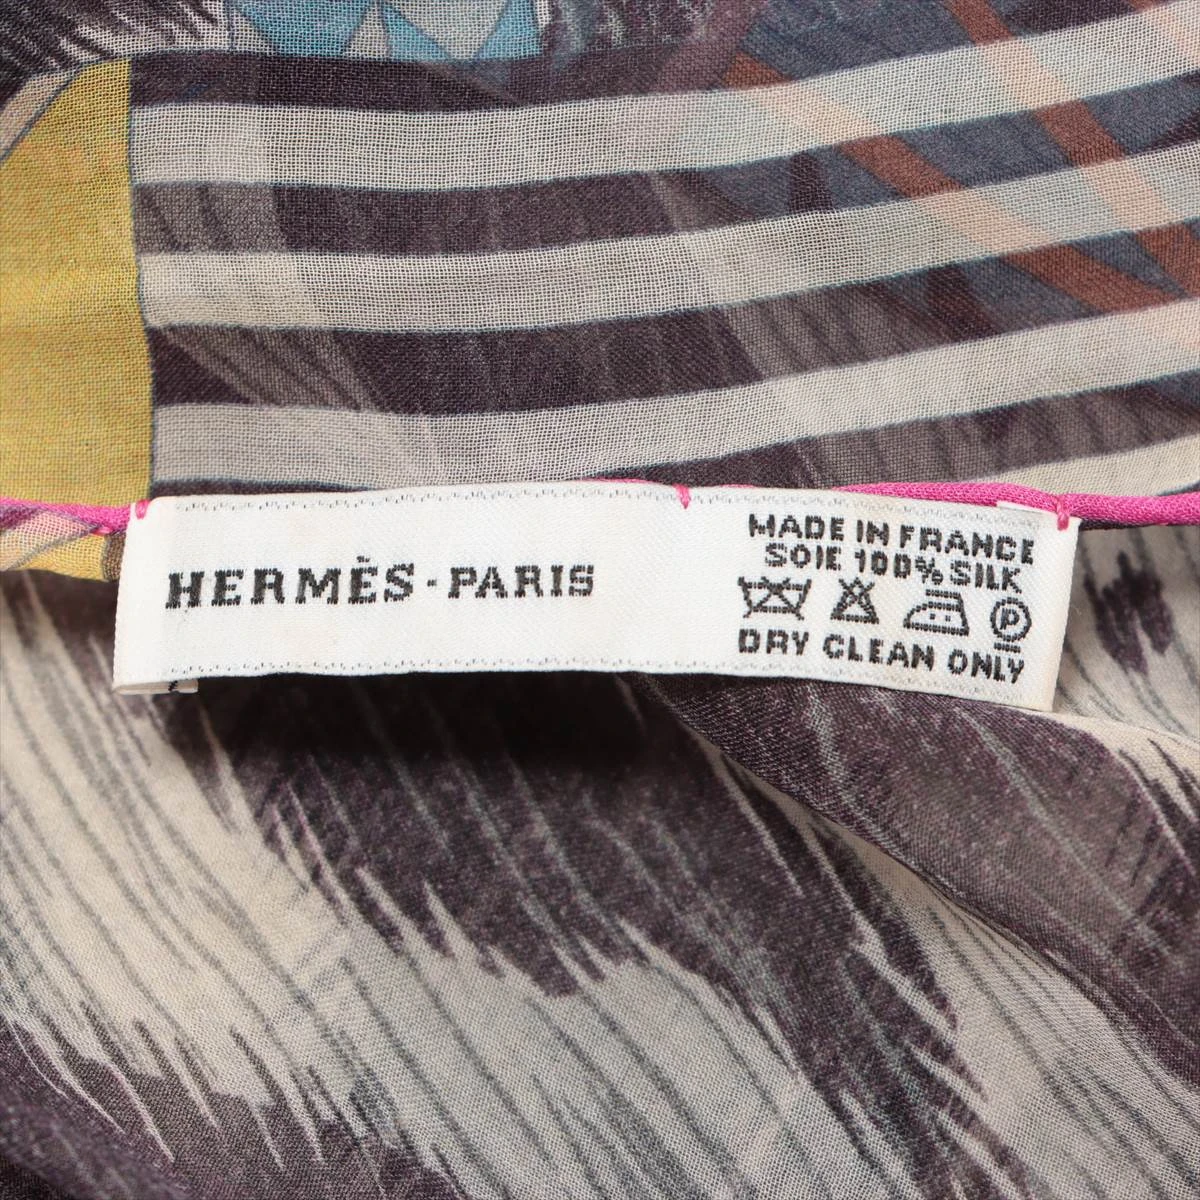 HERMÈS - PARIS
MADE IN FRANCE
SOIE 100% SILK
P
DRY CLEAN ONLY